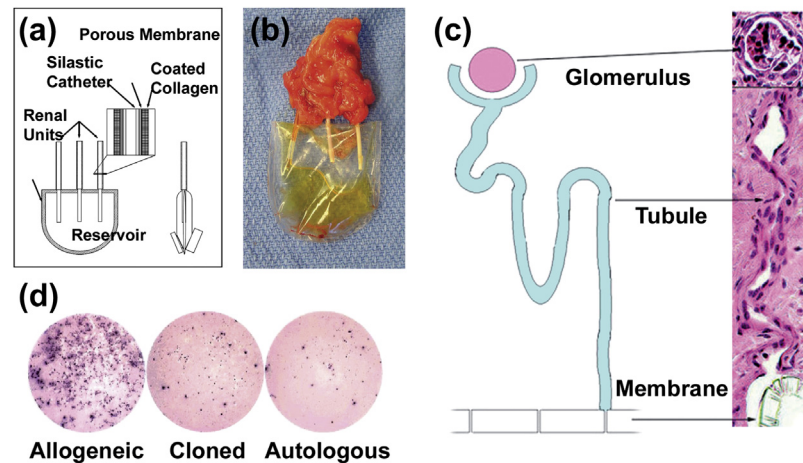 (a)
Porous Membrane
Silastic
Catheter
Coated
Collagen
Renal
Units
Reservoir
(b)
(c)
Glomerulus
Tubule
Membrane
(d)
Allogeneic
Cloned
Autologous